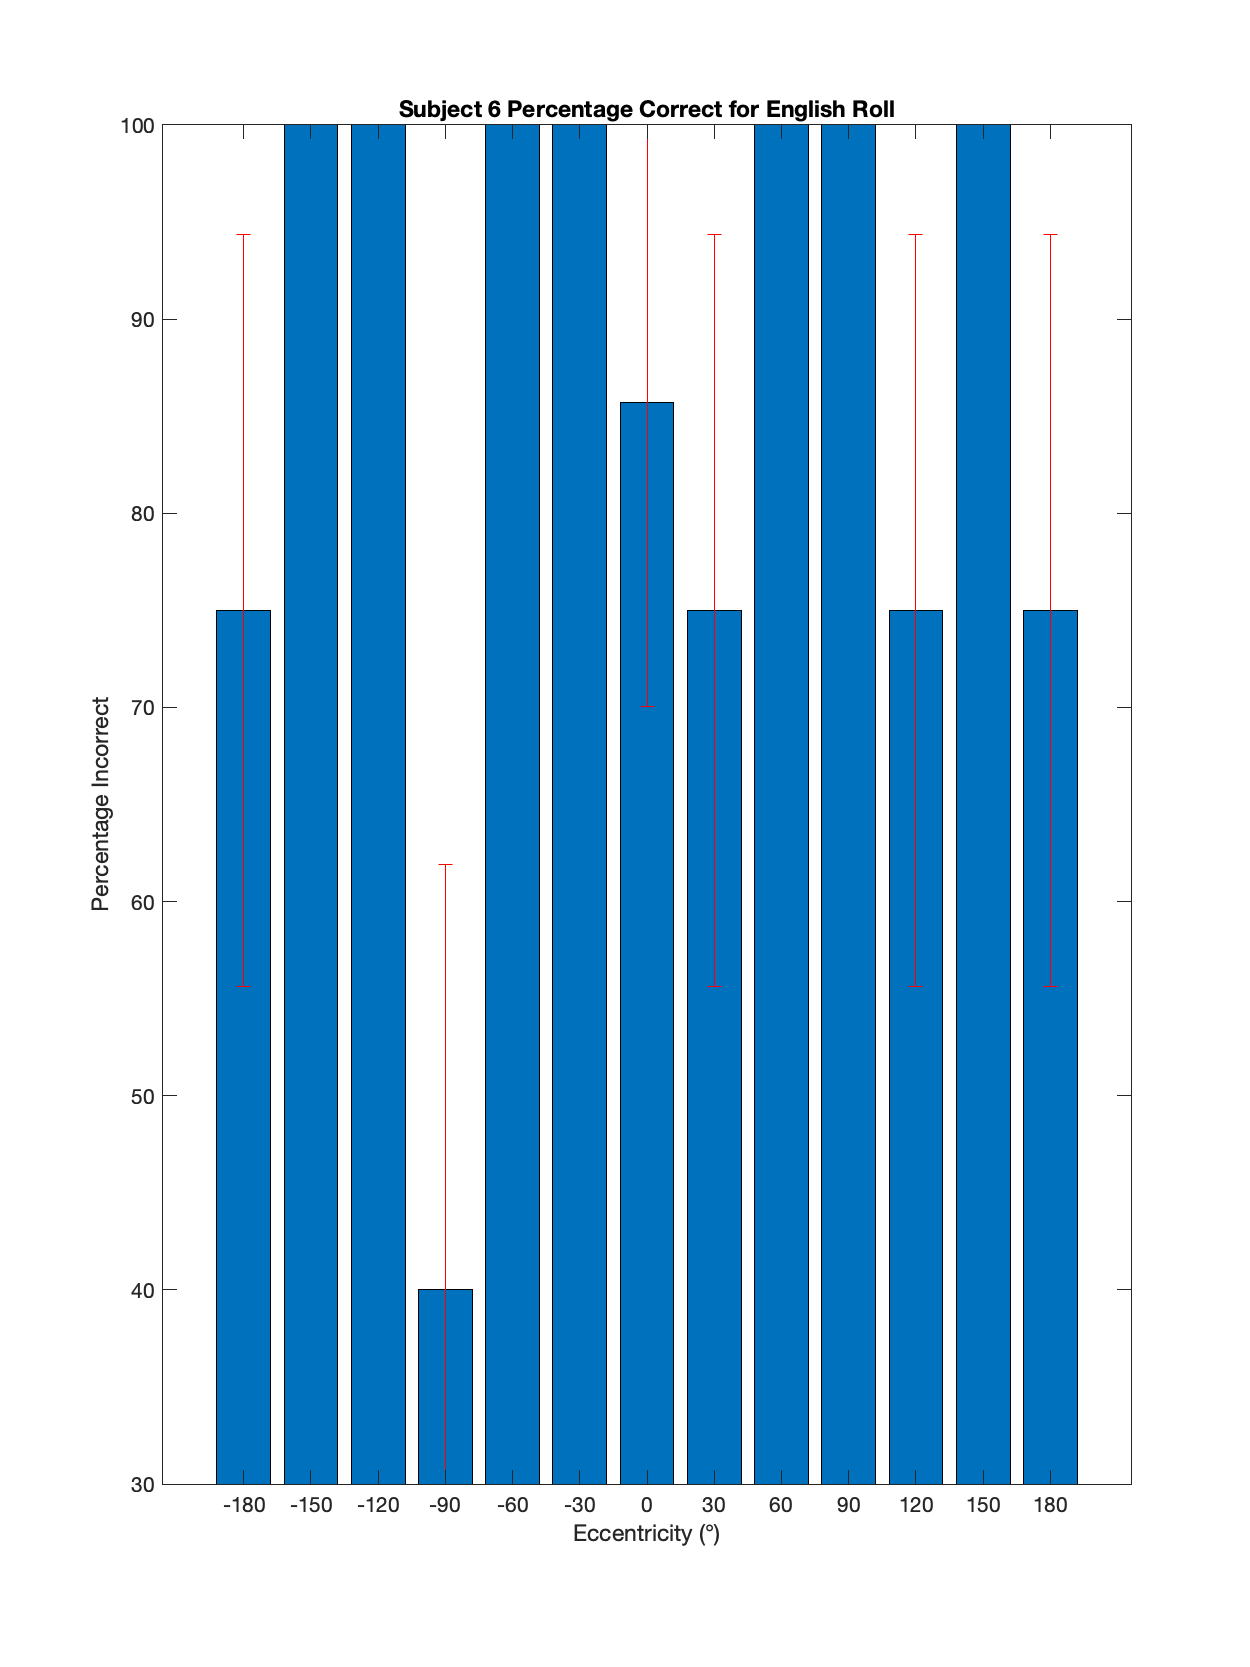 Subject 6 Percentage Correct for English Roll
100
90
80
70
60
50
40
30
Percentage Incorrect
-180 -150 -120 -90 -60 -30 0 30 60 90 120 150 180
Eccentricity (°)